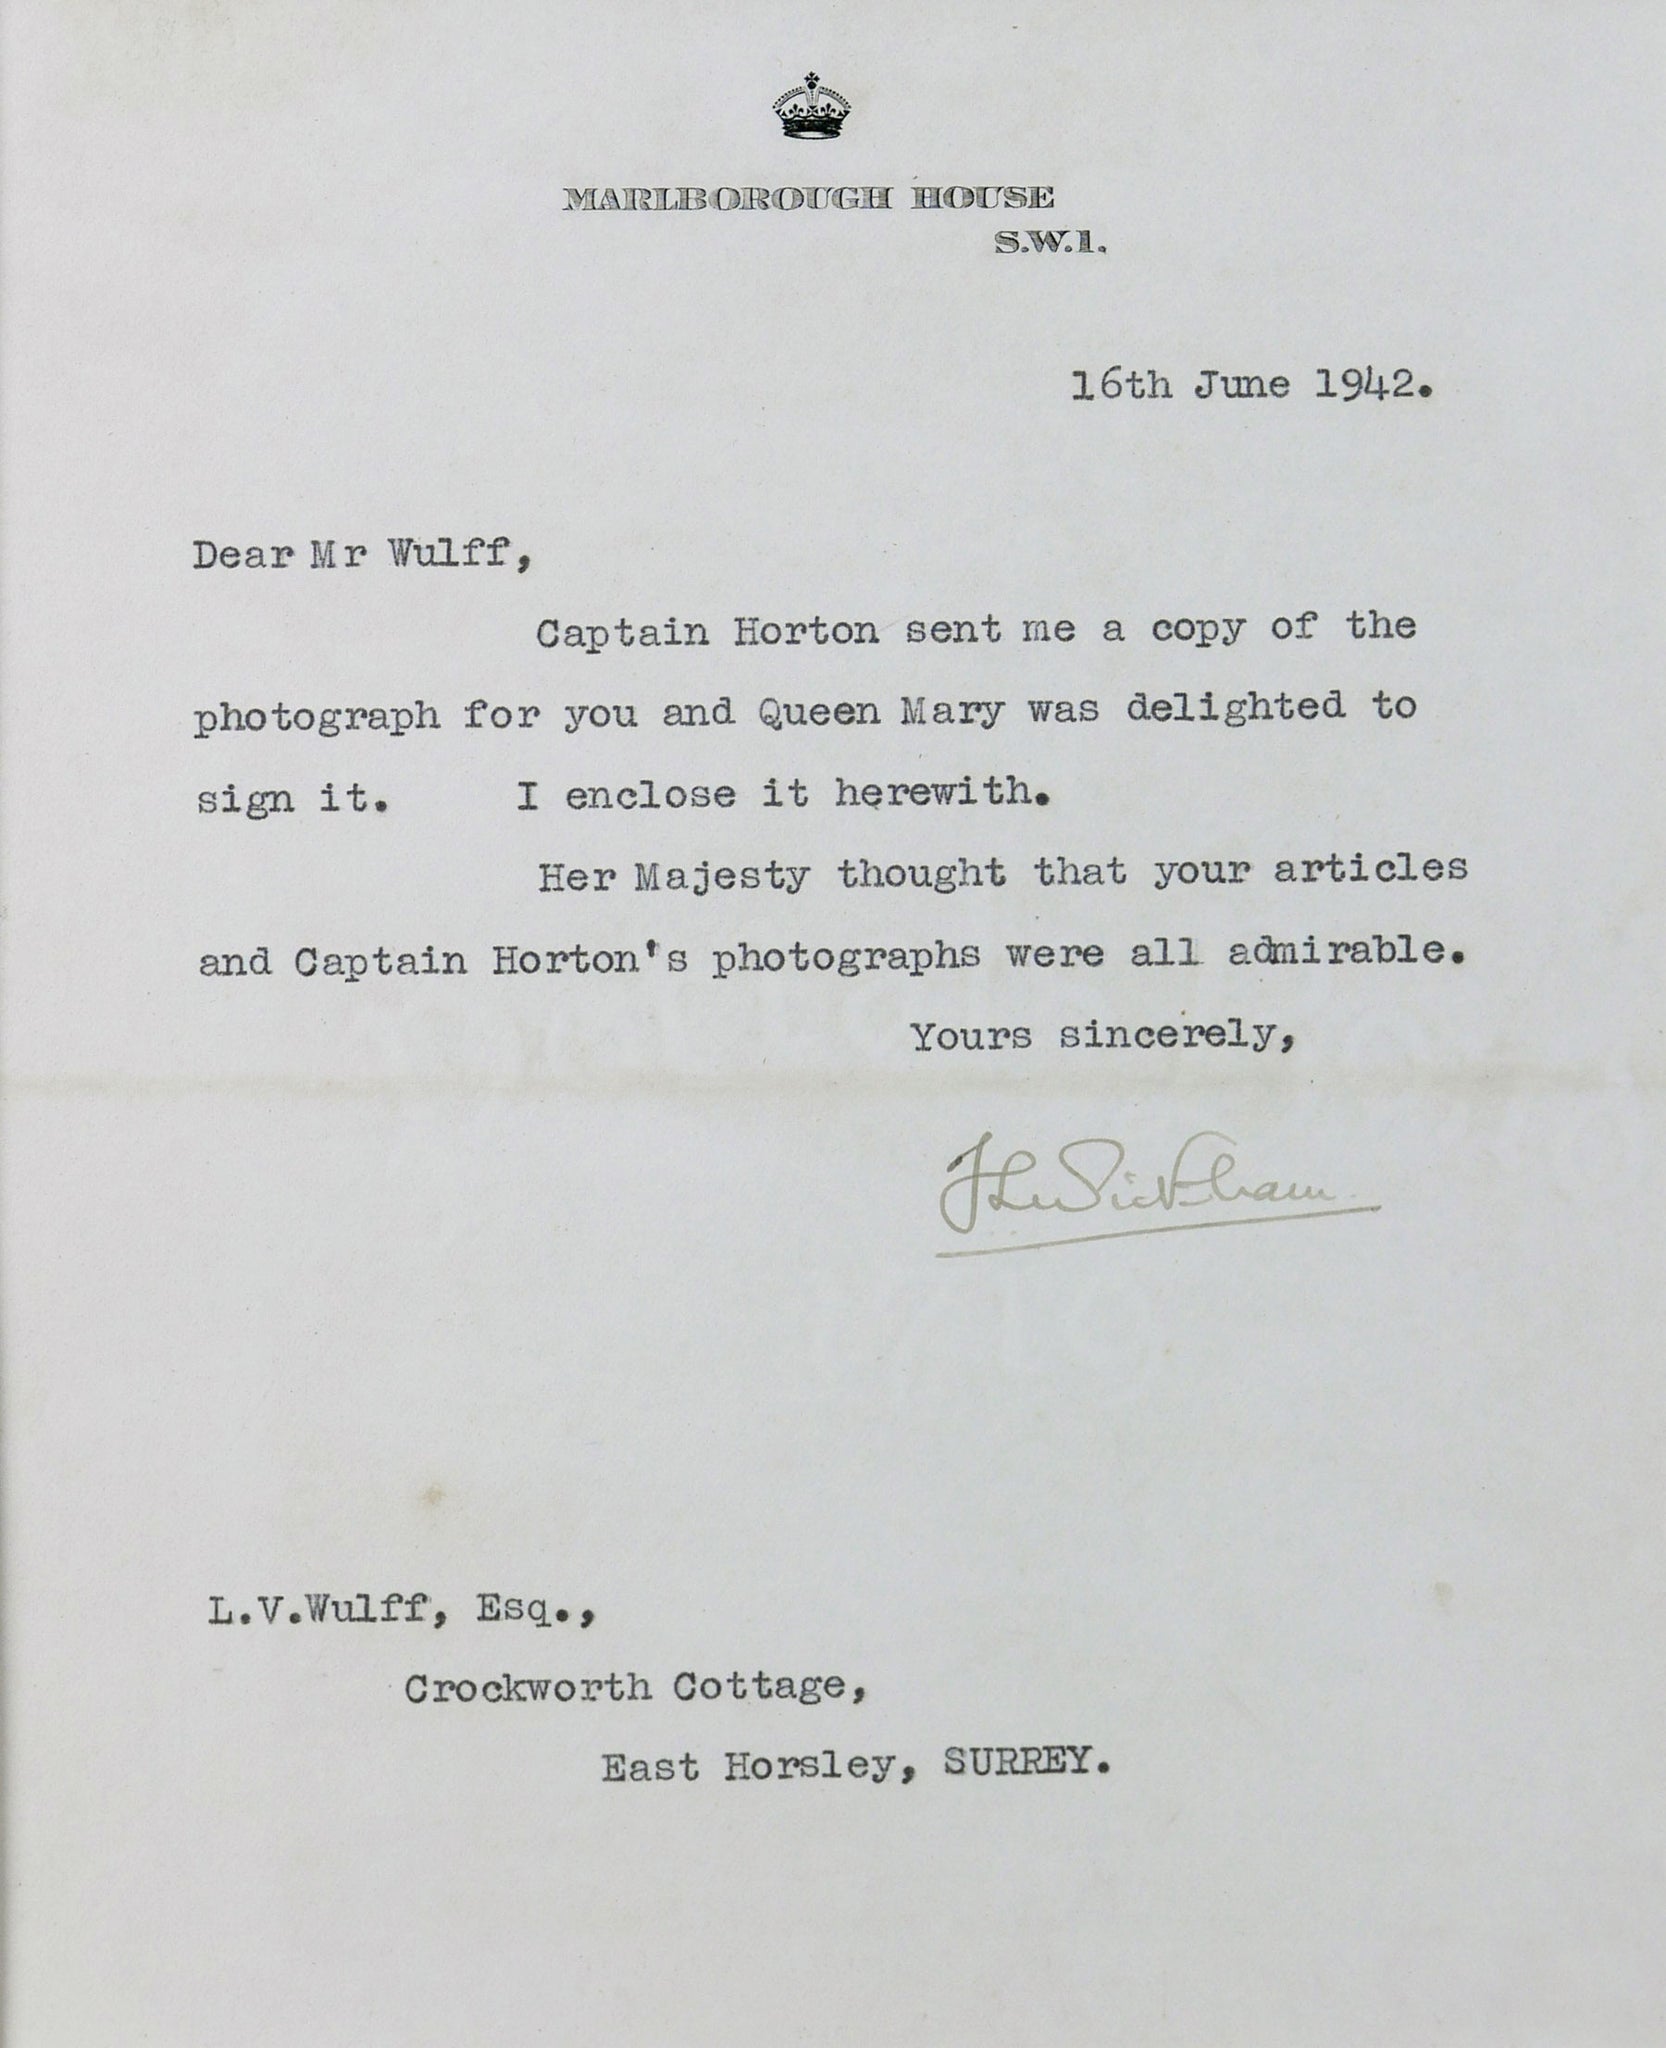 MARLBOROUGH HOUSE
S.W.1.
16th June 1942.
Dear Mr Wulff,
Captain Horton sent me a copy of the
photograph for you and Queen Mary was delighted to
sign it. I enclose it herewith.
Her Majesty thought that your articles
and Captain Horton's photographs were all admirable.
Yours sincerely,
L.V.Wulff, Esq.,
Crockworth Cottage,
East Horsley, SURREY.